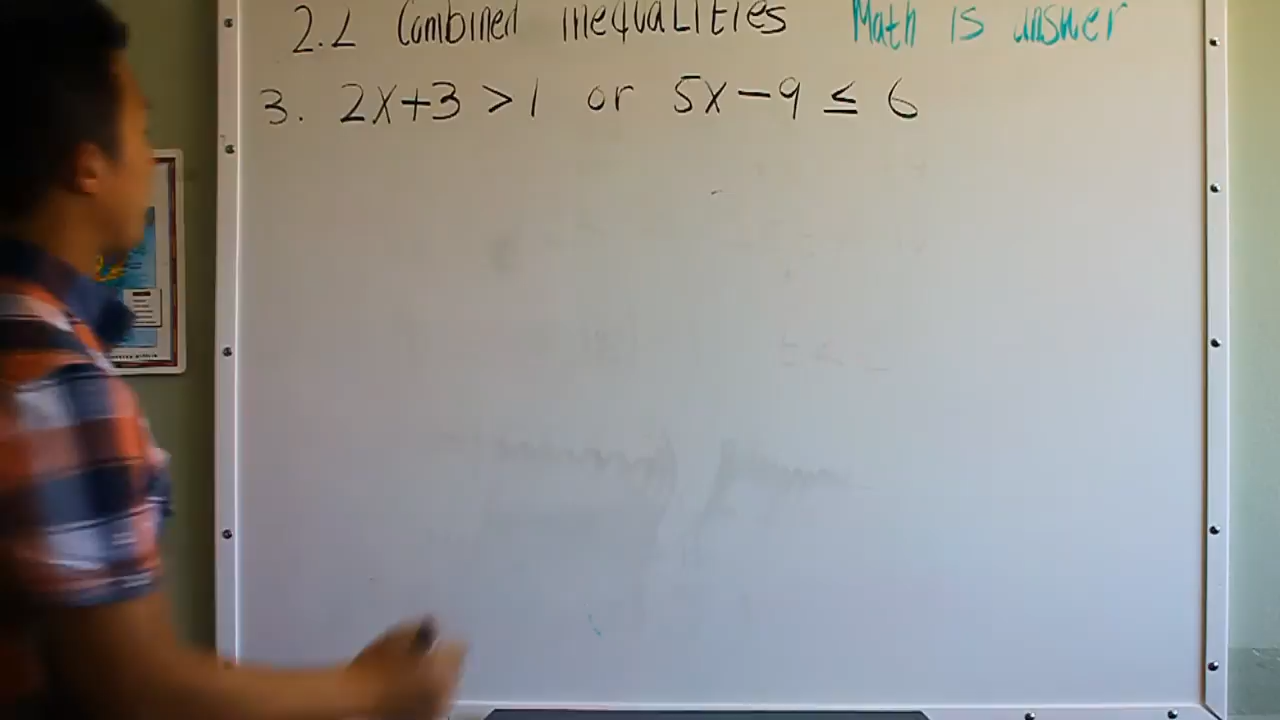 2.2 Combined inequalities Math is answer
3. 2x+3 > 1 or 5x-9 ≤ 6